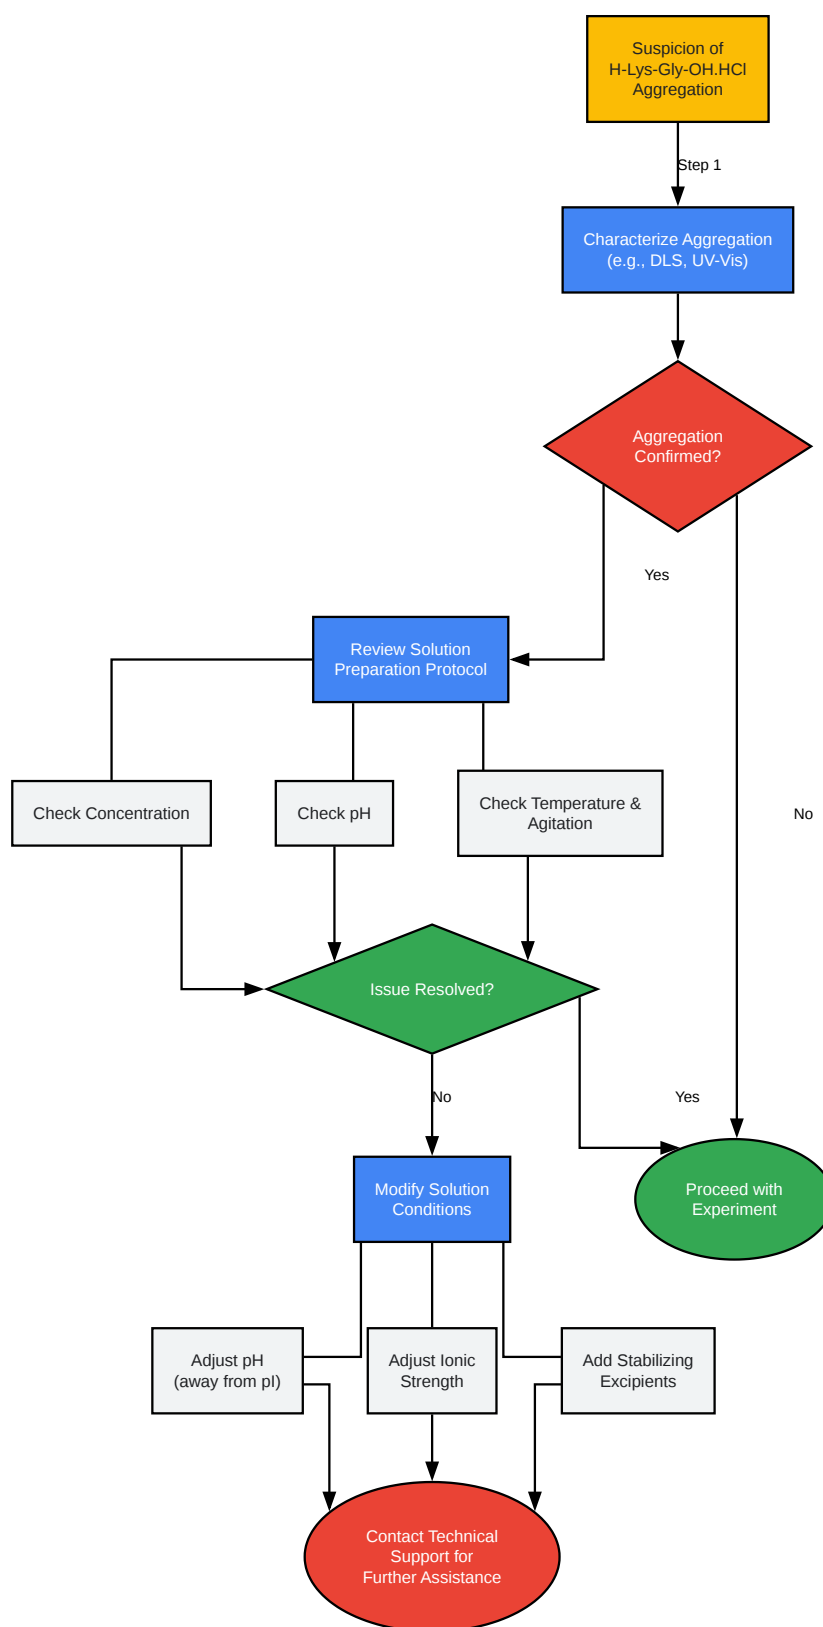 Suspicion of
H-Lys-Gly-OH.HCl
Aggregation
Step 1
Characterize Aggregation
(e.g., DLS, UV-Vis)
Aggregation
Confirmed?
Yes
Review Solution
Preparation Protocol
Check Concentration
Check pH
Check Temperature &
Agitation
No
Issue Resolved?
No
Yes
Modify Solution
Conditions
Proceed with
Experiment
Adjust pH
(away from pI)
Adjust Ionic
Strength
Add Stabilizing
Excipients
Contact Technical
Support for
Further Assistance